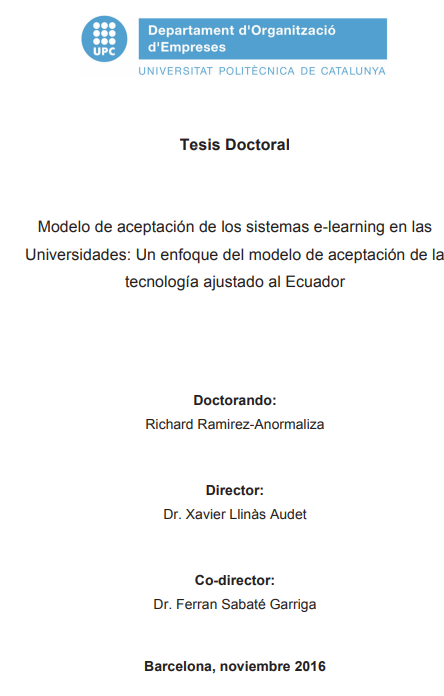 UPC
Departament d'Organització
d'Empreses
UNIVERSITAT POLITÈCNICA DE CATALUNYA
Tesis Doctoral
Modelo de aceptación de los sistemas e-learning en las
Universidades: Un enfoque del modelo de aceptación de la
tecnología ajustado al Ecuador
Doctorando:
Richard Ramirez-Anormaliza
Director:
Dr. Xavier Llinàs Audet
Co-director:
Dr. Ferran Sabaté Garriga
Barcelona, noviembre 2016